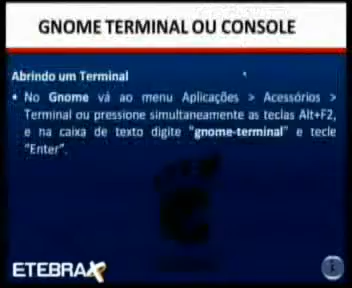 GNOME TERMINAL OU CONSOLE
Abrindo um Terminal
• No Gnome vá ao menu Aplicações > Acessórios >
Terminal ou pressione simultaneamente as teclas Alt+F2,
e na caixa de texto digite "gnome-terminal" e tecle
"Enter".
ETEBRAX